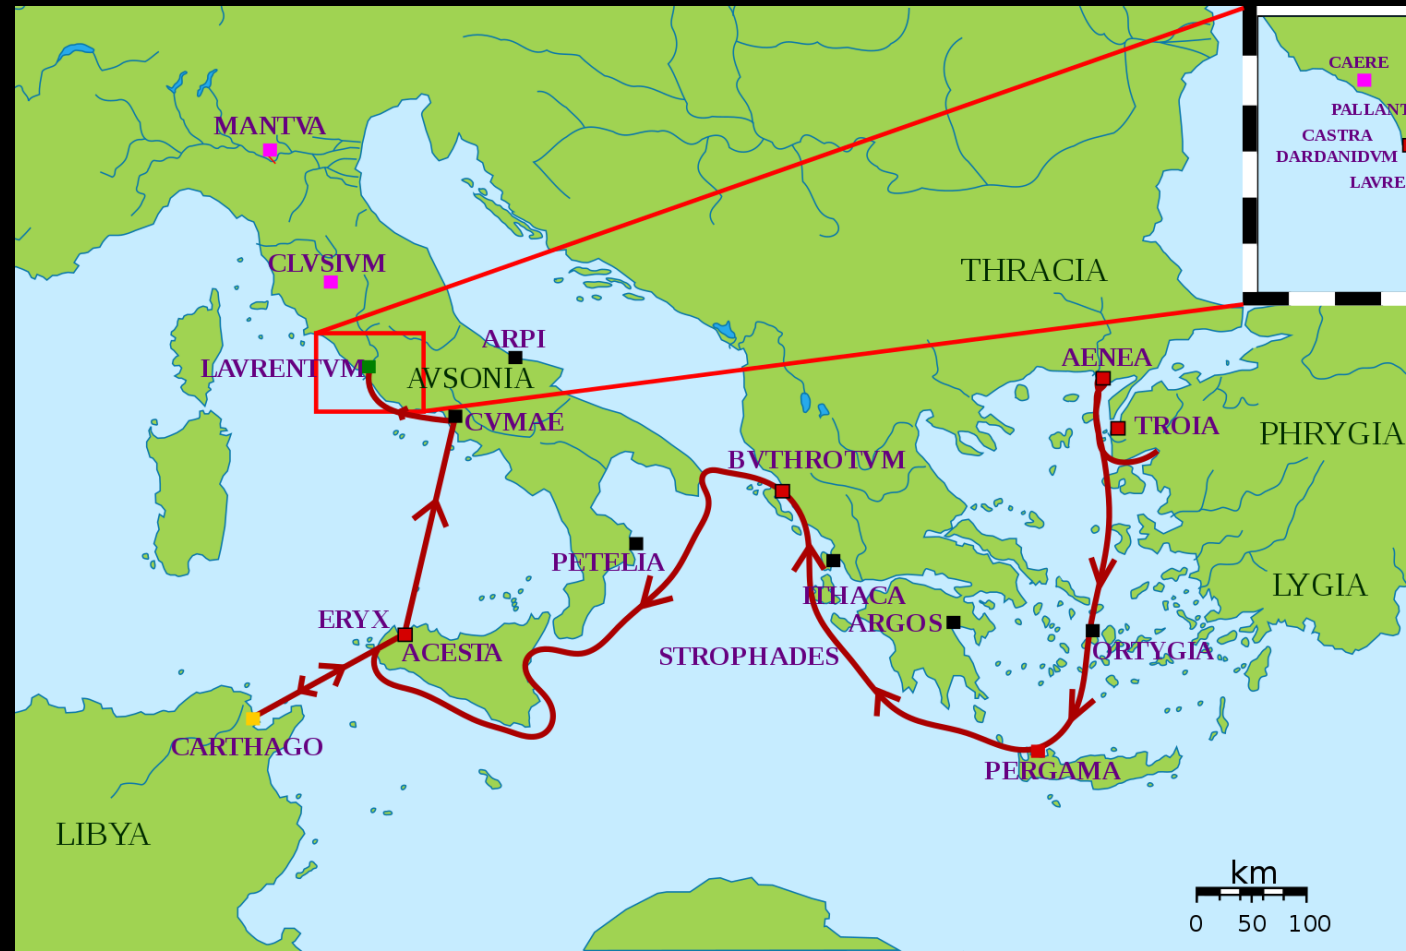 CAERE
PALLANT
MANTVA
CASTRA
DARDANIDVM
LAVRE
CLVSIVM
THRACIA
ARPI
AENEA
LAVRENTVM
AVSONIA
CVMAE
TROIA
PHRYGIA
BVTHROTVM
PETELIA
LYGIA
ITHACA
ERYX
ARGOS
ACESTA
STROPHADES
ORTYGIA
CARTHAGO
PERGAMA
LIBYA
km
0 50 100